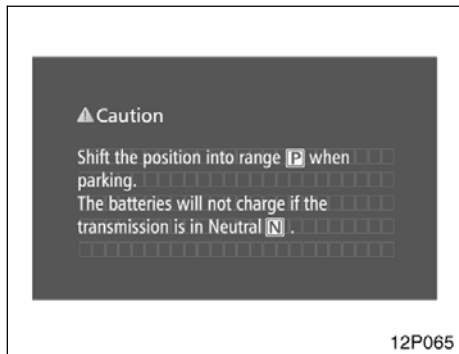 ⚠ Caution
Shift the position into range P when
parking.
The batteries will not charge if the
transmission is in Neutral N .
12P065